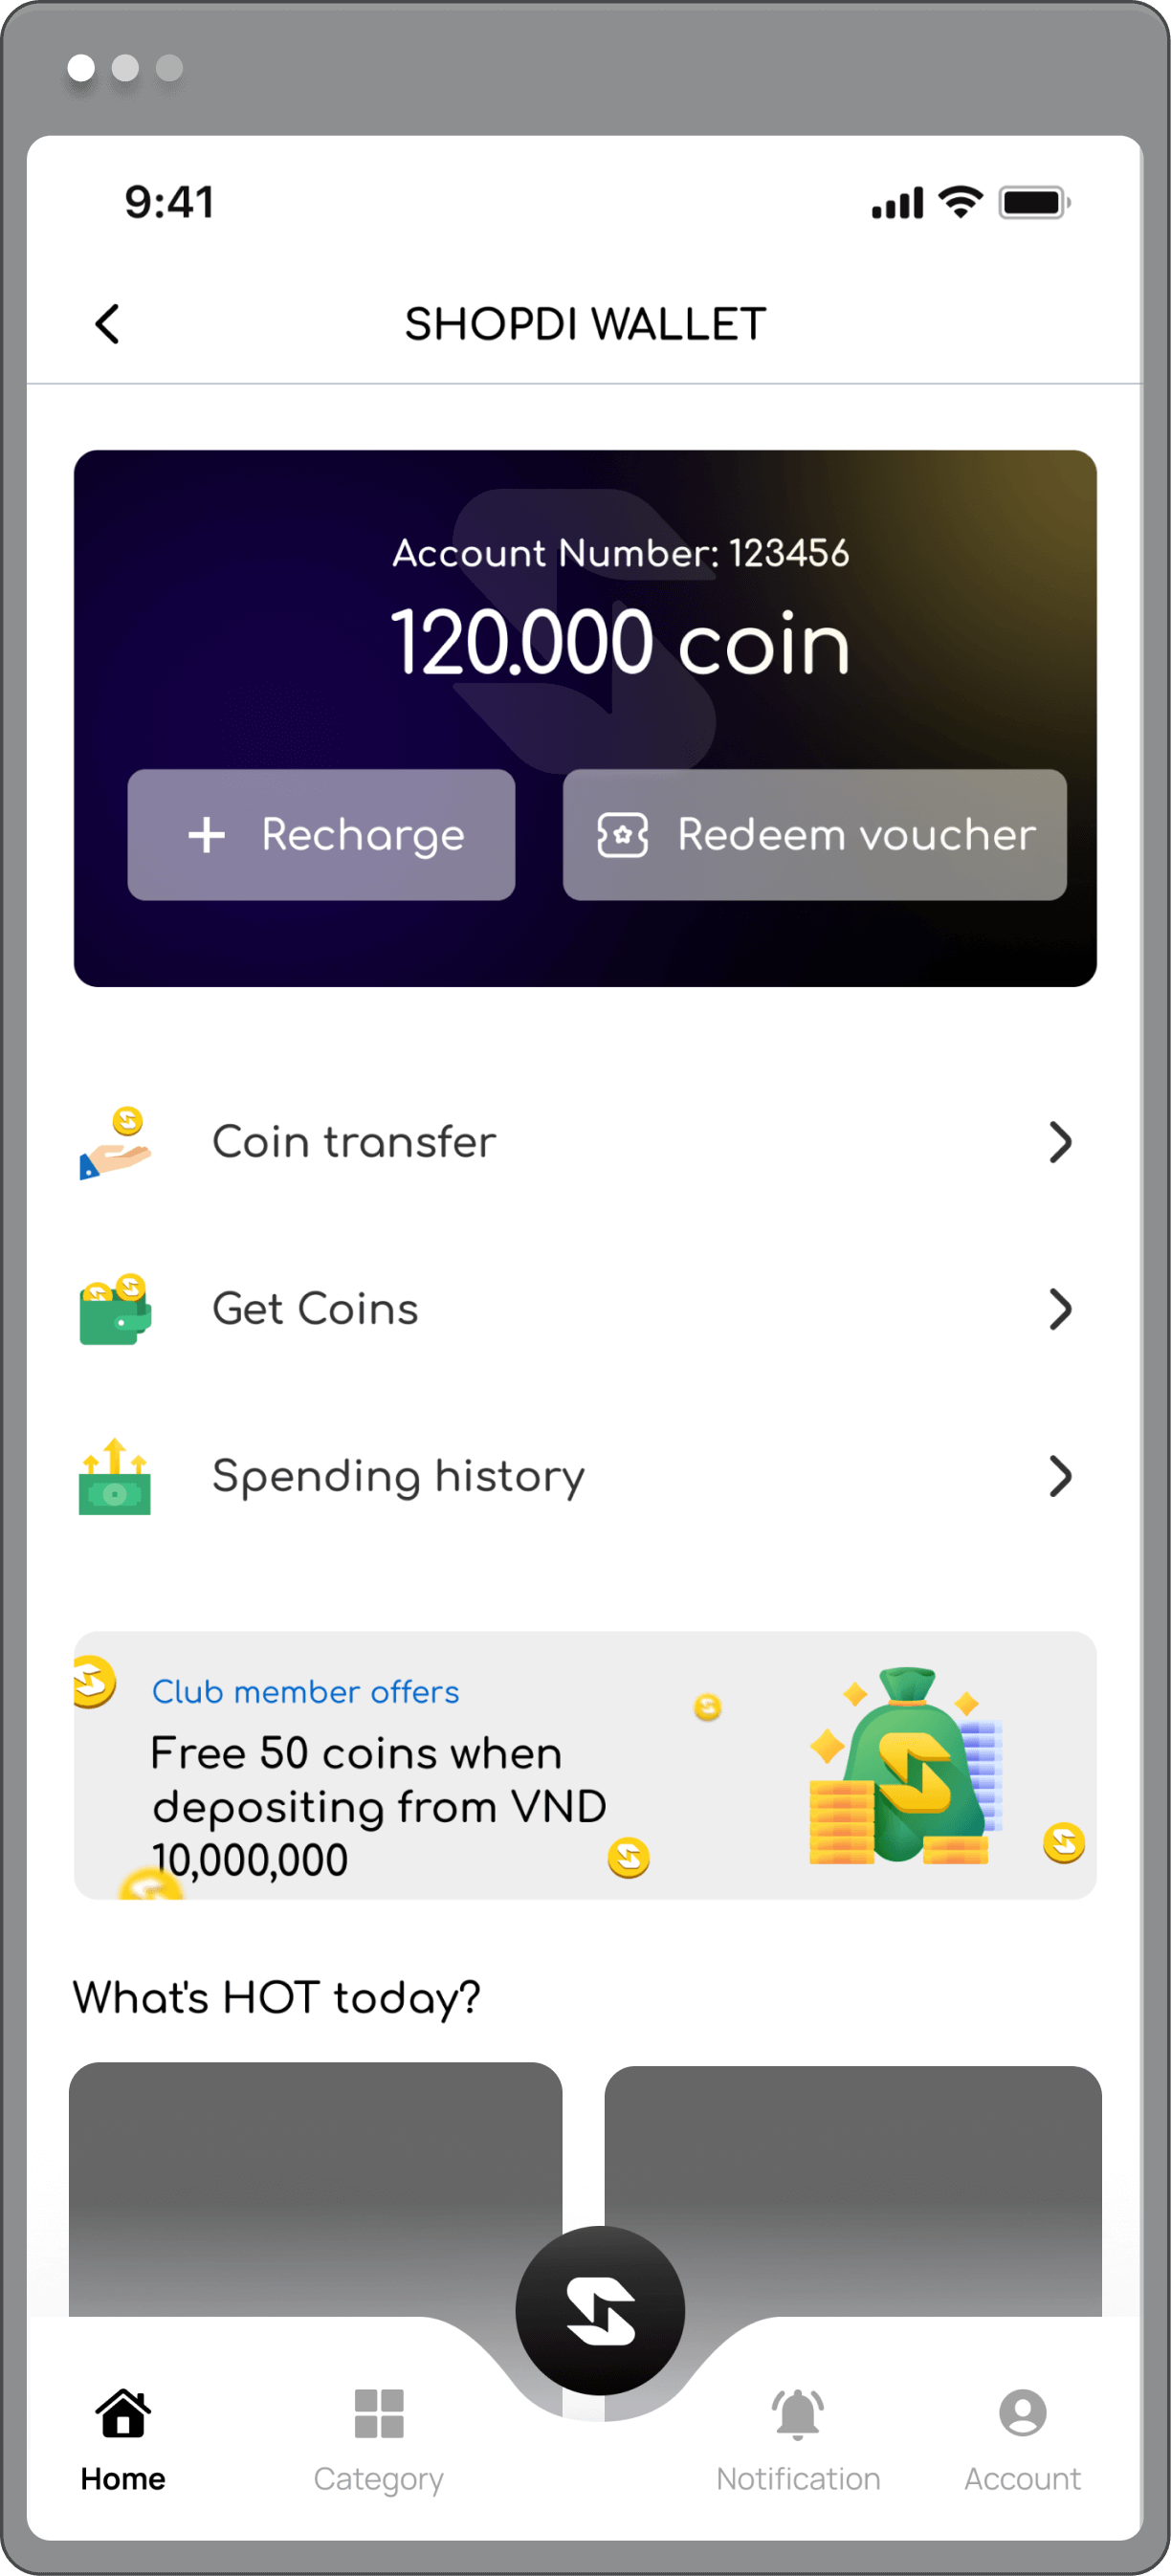 9:41
SHOPDI WALLET
Account Number: 123456
120.000 coin
Recharge
Redeem voucher
Coin transfer
Get Coins
Spending history
Club member offers
Free 50 coins when
depositing from VND
10,000,000
What's HOT today?
Home
Category
Notification
Account